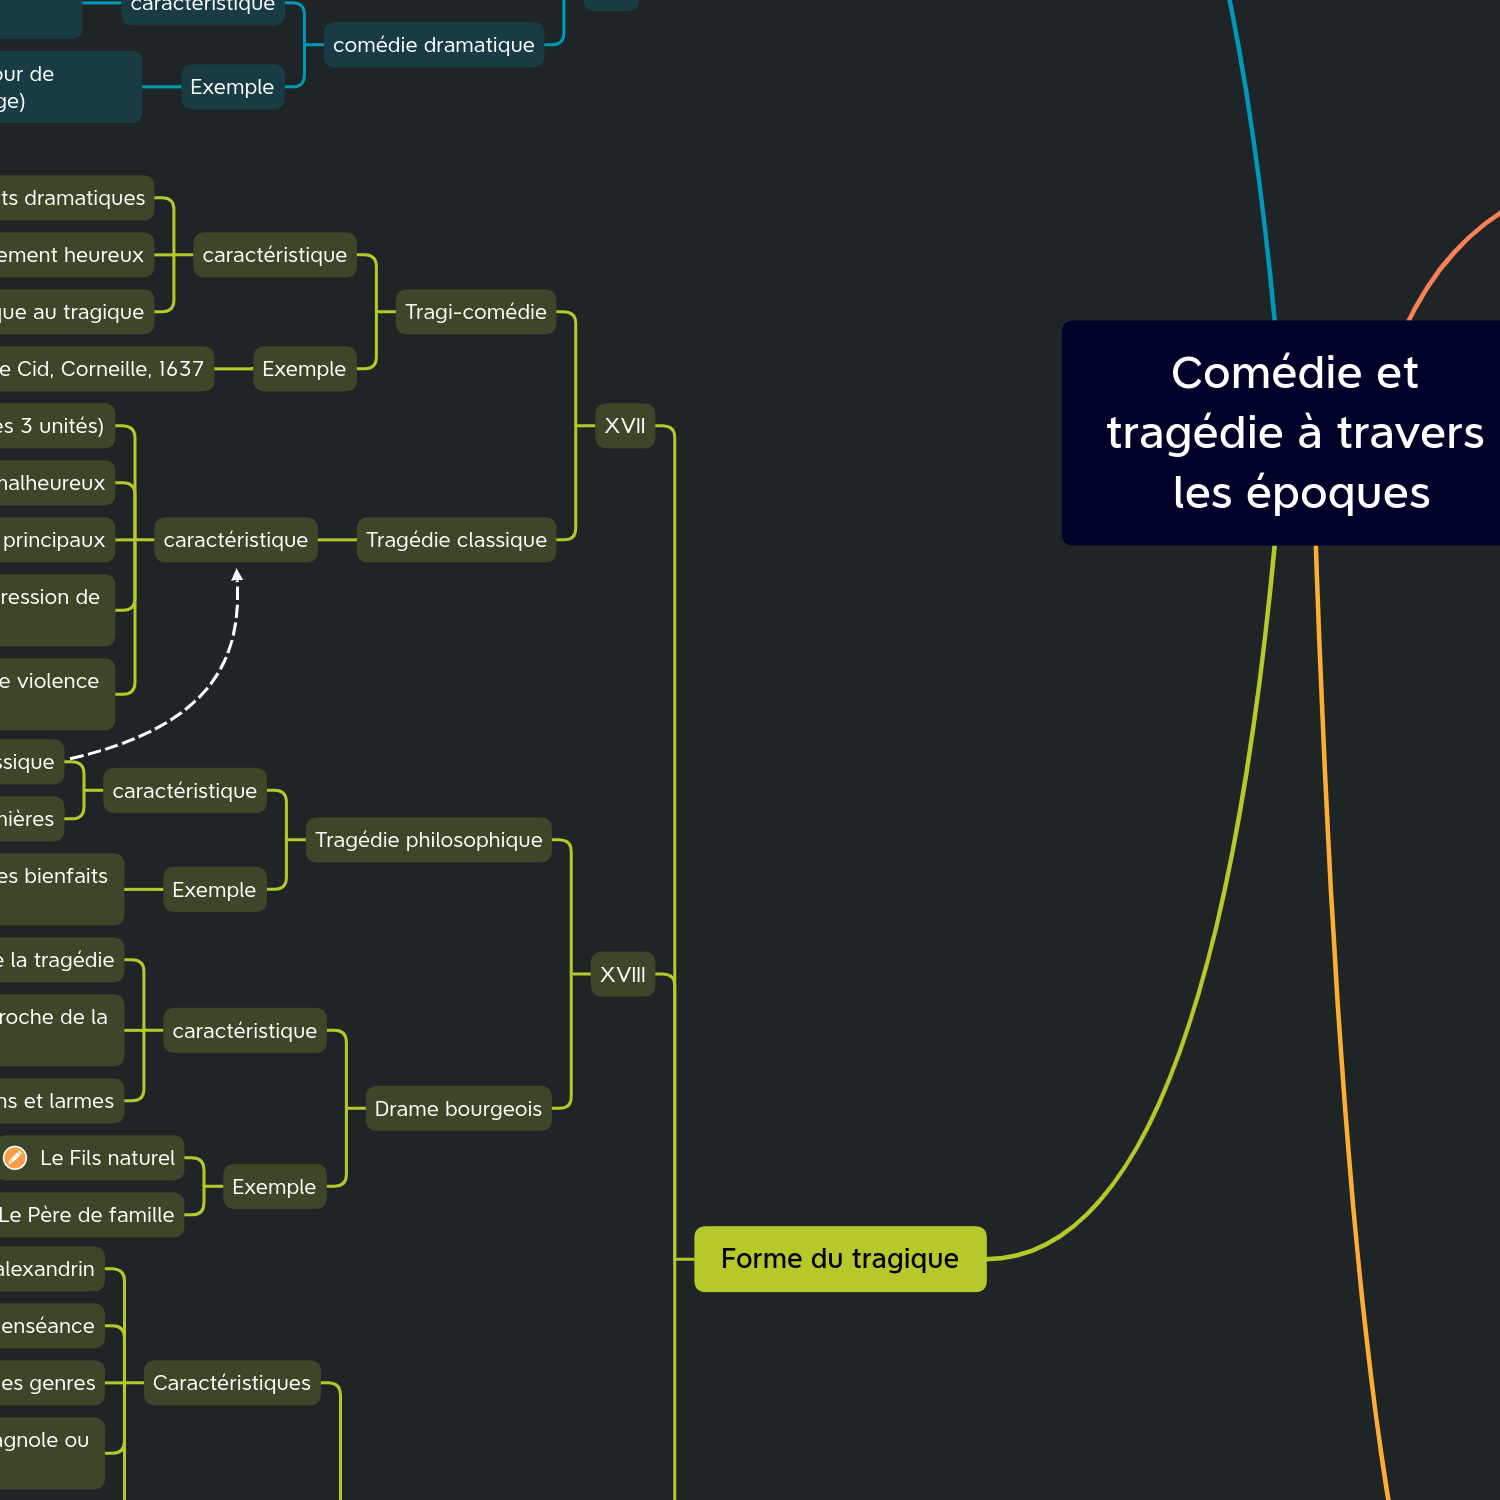 caractéristique
comédie dramatique
our de
ge)
Exemple
ts dramatiques
ement heureux
que au tragique
caractéristique
Tragi-comédie
e Cid, Corneille, 1637
Exemple
XVII
es 3 unités)
malheureux
principaux
ression de
e violence
caractéristique
Tragédie classique
Comédie et
tragédie à travers
les époques
ssique
mières
caractéristique
Tragédie philosophique
es bienfaits
Exemple
XVIII
e la tragédie
roche de la
ns et larmes
caractéristique
Drame bourgeois
Le Fils naturel
Le Père de famille
Exemple
Forme du tragique
alexandrin
enséance
es genres
agnole ou
Caractéristiques